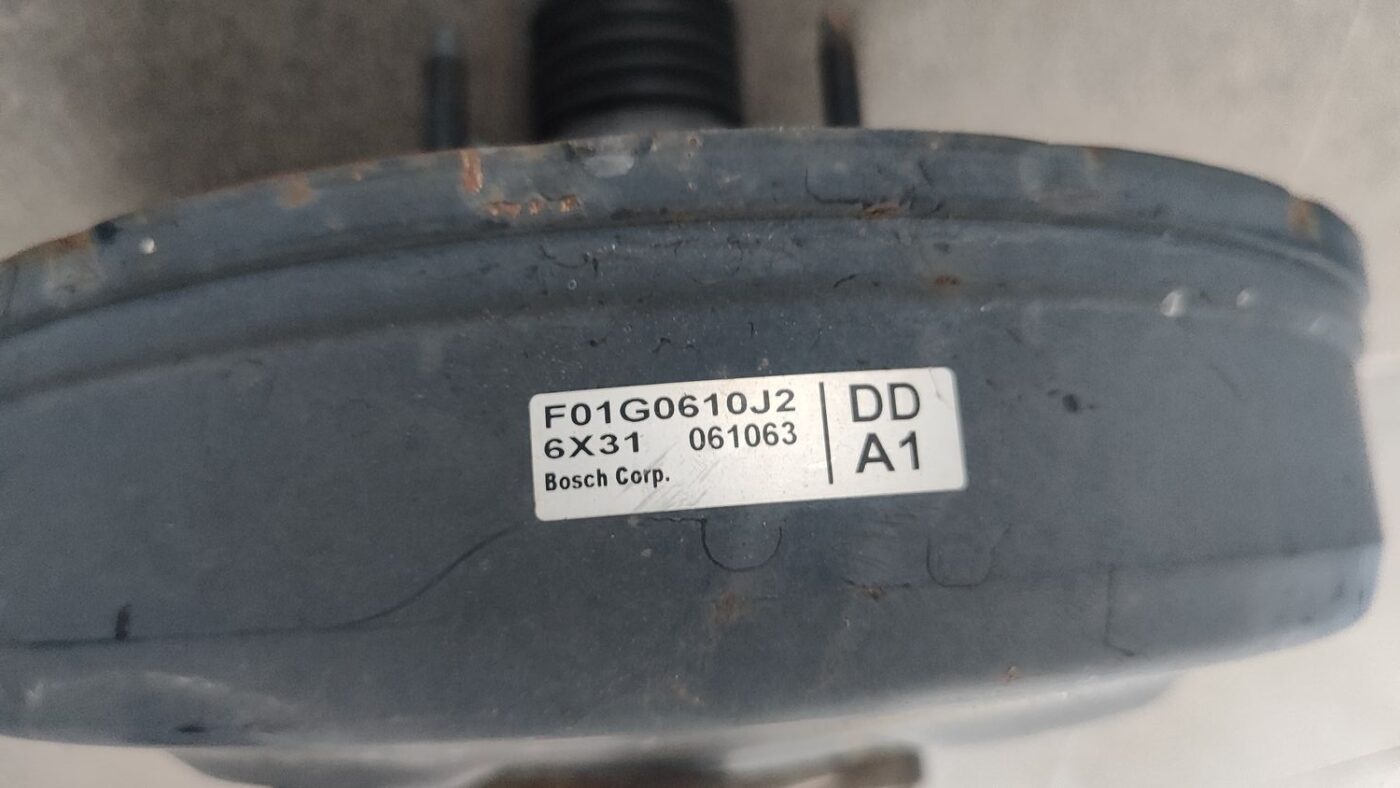 F01G0610J2
6X31 061063
Bosch Corp.
DD
A1